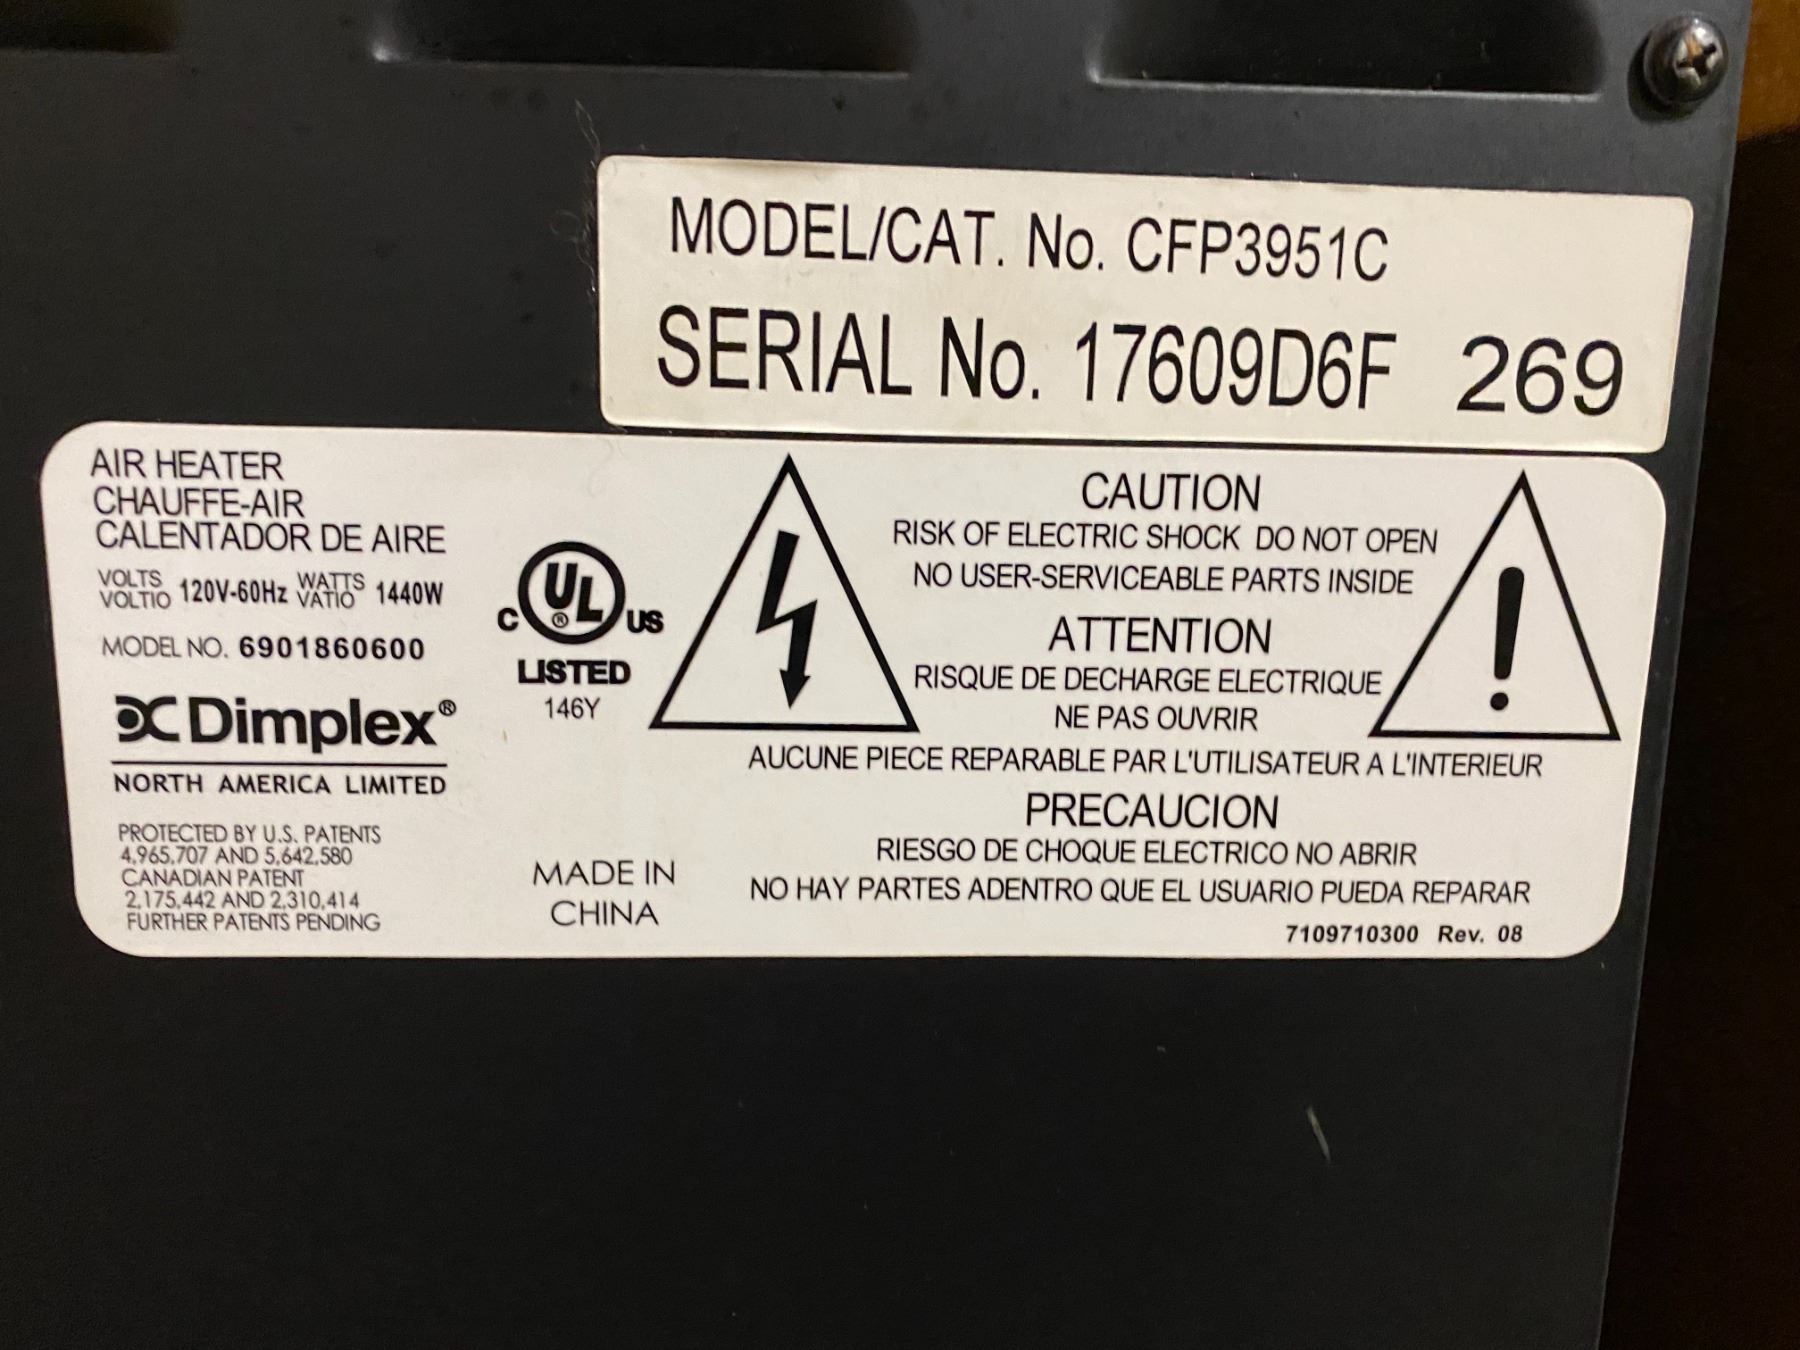 MODEL/CAT. No. CFP3951C
SERIAL No. 17609D6F 269
AIR HEATER
CHAUFFE-AIR
CALENTADOR DE AIRE
VOLTS
VOLTIO 120V-60Hz WATTS
VATIO 1440W
MODEL NO. 6901860600
Dimplex®
NORTH AMERICA LIMITED
PROTECTED BY U.S. PATENTS
4,965,707 AND 5,642,580
CANADIAN PATENT
2,175,442 AND 2,310,414
FURTHER PATENTS PENDING
C UL® US
LISTED
146Y
MADE IN
CHINA
CAUTION
RISK OF ELECTRIC SHOCK DO NOT OPEN
NO USER-SERVICEABLE PARTS INSIDE
ATTENTION
RISQUE DE DECHARGE ELECTRIQUE
NE PAS OUVRIR
AUCUNE PIECE REPARABLE PAR L'UTILISATEUR A L'INTERIEUR
PRECAUCION
RIESGO DE CHOQUE ELECTRICO NO ABRIR
NO HAY PARTES ADENTRO QUE EL USUARIO PUEDA REPARAR
7109710300 Rev. 08